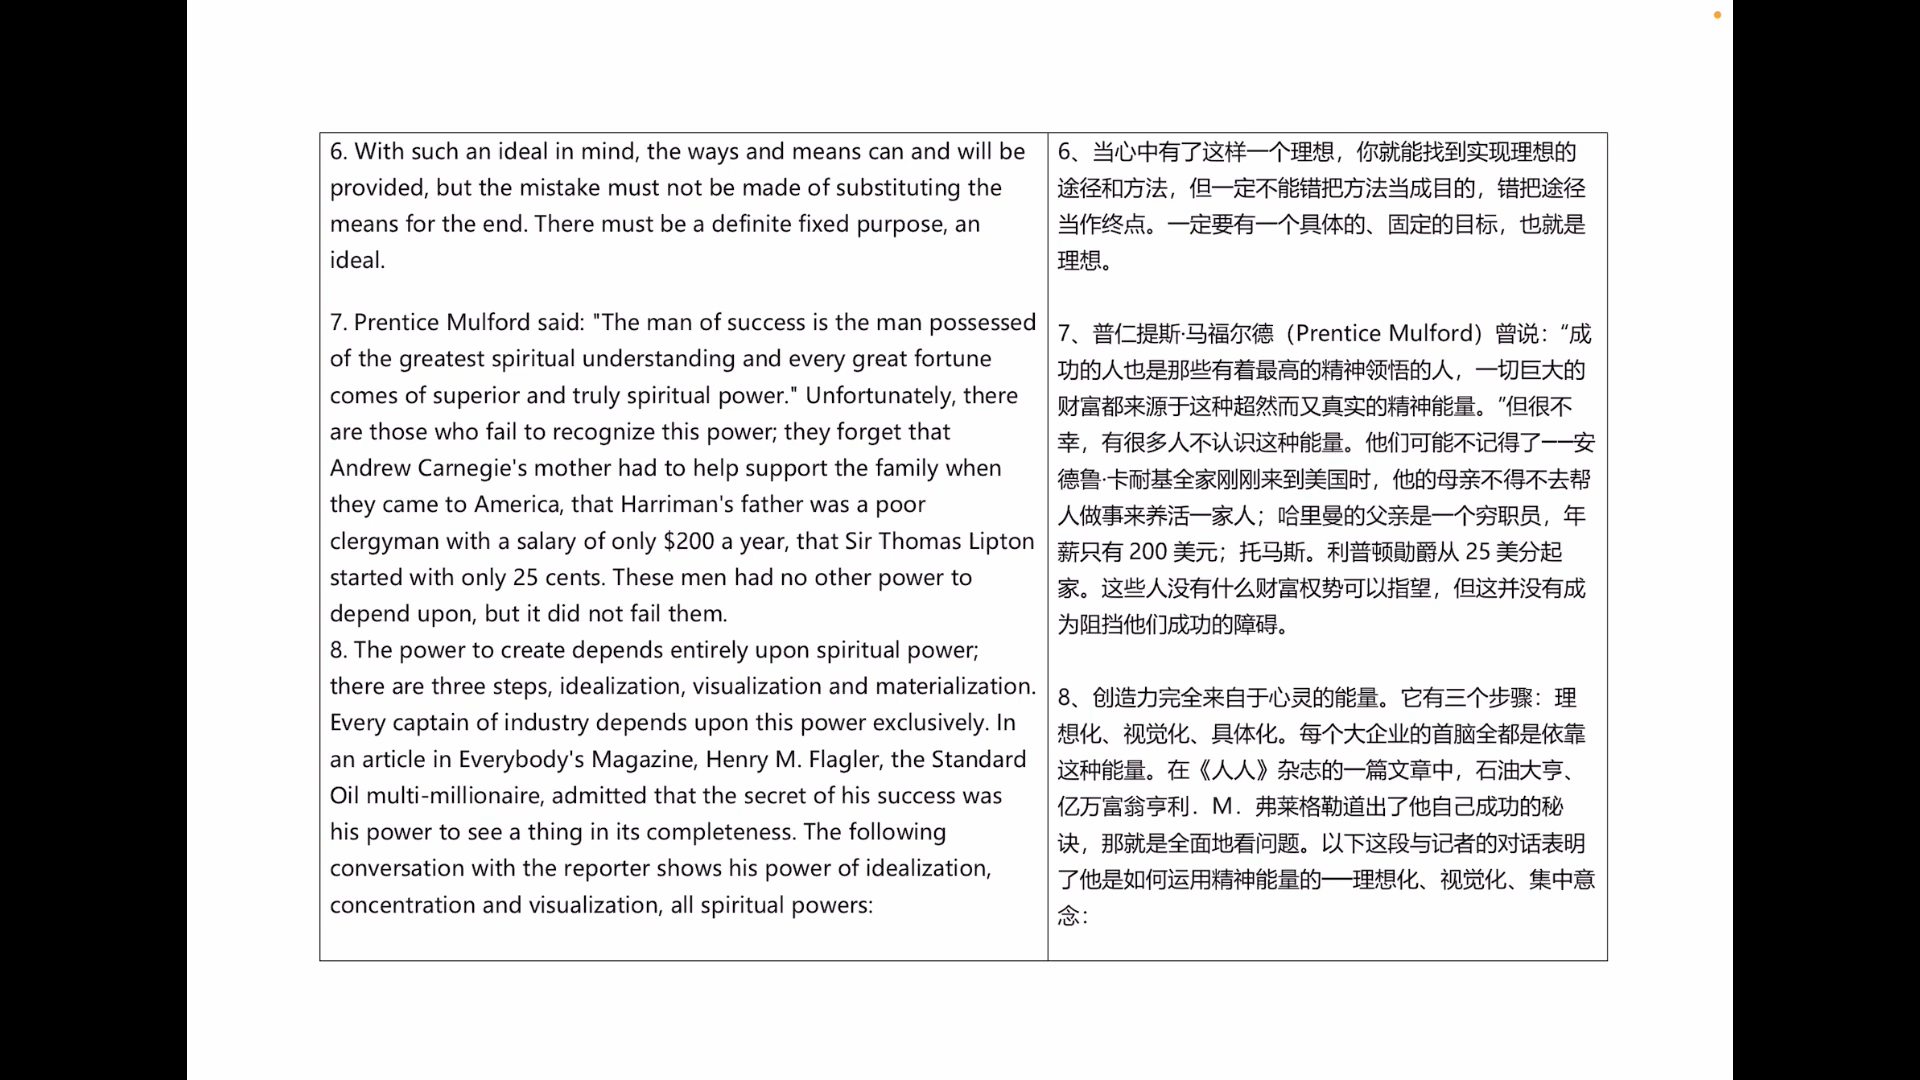 6. With such an ideal in mind, the ways and means can and will be
provided, but the mistake must not be made of substituting the
means for the end. There must be a definite fixed purpose, an
ideal.
7. Prentice Mulford said: "The man of success is the man possessed
of the greatest spiritual understanding and every great fortune
comes of superior and truly spiritual power." Unfortunately, there
are those who fail to recognize this power; they forget that
Andrew Carnegie's mother had to help support the family when
they came to America, that Harriman's father was a poor
clergyman with a salary of only $200 a year, that Sir Thomas Lipton
started with only 25 cents. These men had no other power to
depend upon, but it did not fail them.
8. The power to create depends entirely upon spiritual power;
there are three steps, idealization, visualization and materialization.
Every captain of industry depends upon this power exclusively. In
an article in Everybody's Magazine, Henry M. Flagler, the Standard
Oil multi-millionaire, admitted that the secret of his success was
his power to see a thing in its completeness. The following
conversation with the reporter shows his power of idealization,
concentration and visualization, all spiritual powers:
6、当心中有了这样一个理想，你就能找到实现理想的
途径和方法，但一定不能错把方法当成目的，错把途径
当作终点。一定要有一个具体的、固定的目标，也就是
理想。
7、普仁提斯·马福尔德（Prentice Mulford）曾说：“成
功的人也是那些有着最高的精神领悟的人，一切巨大的
财富都来源于这种超然而又真实的精神能量。”但很不
幸，有很多人不认识这种能量。他们可能不记得了——安
德鲁·卡耐基全家刚刚来到美国时，他的母亲不得不去帮
人做事来养活一家人；哈里曼的父亲是一个穷职员，年
薪只有 200 美元；托马斯。利普顿勋爵从 25 美分起
家。这些人没有什么财富权势可以指望，但这并没有成
为阻挡他们成功的障碍。
8、创造力完全来自于心灵的能量。它有三个步骤：理
想化、视觉化、具体化。每个大企业的首脑全都是依靠
这种能量。在《人人》杂志的一篇文章中，石油大亨、
亿万富翁亨利．M．弗莱格勒道出了他自己成功的秘
诀，那就是全面地看问题。以下这段与记者的对话表明
了他是如何运用精神能量的──理想化、视觉化、集中意
念：